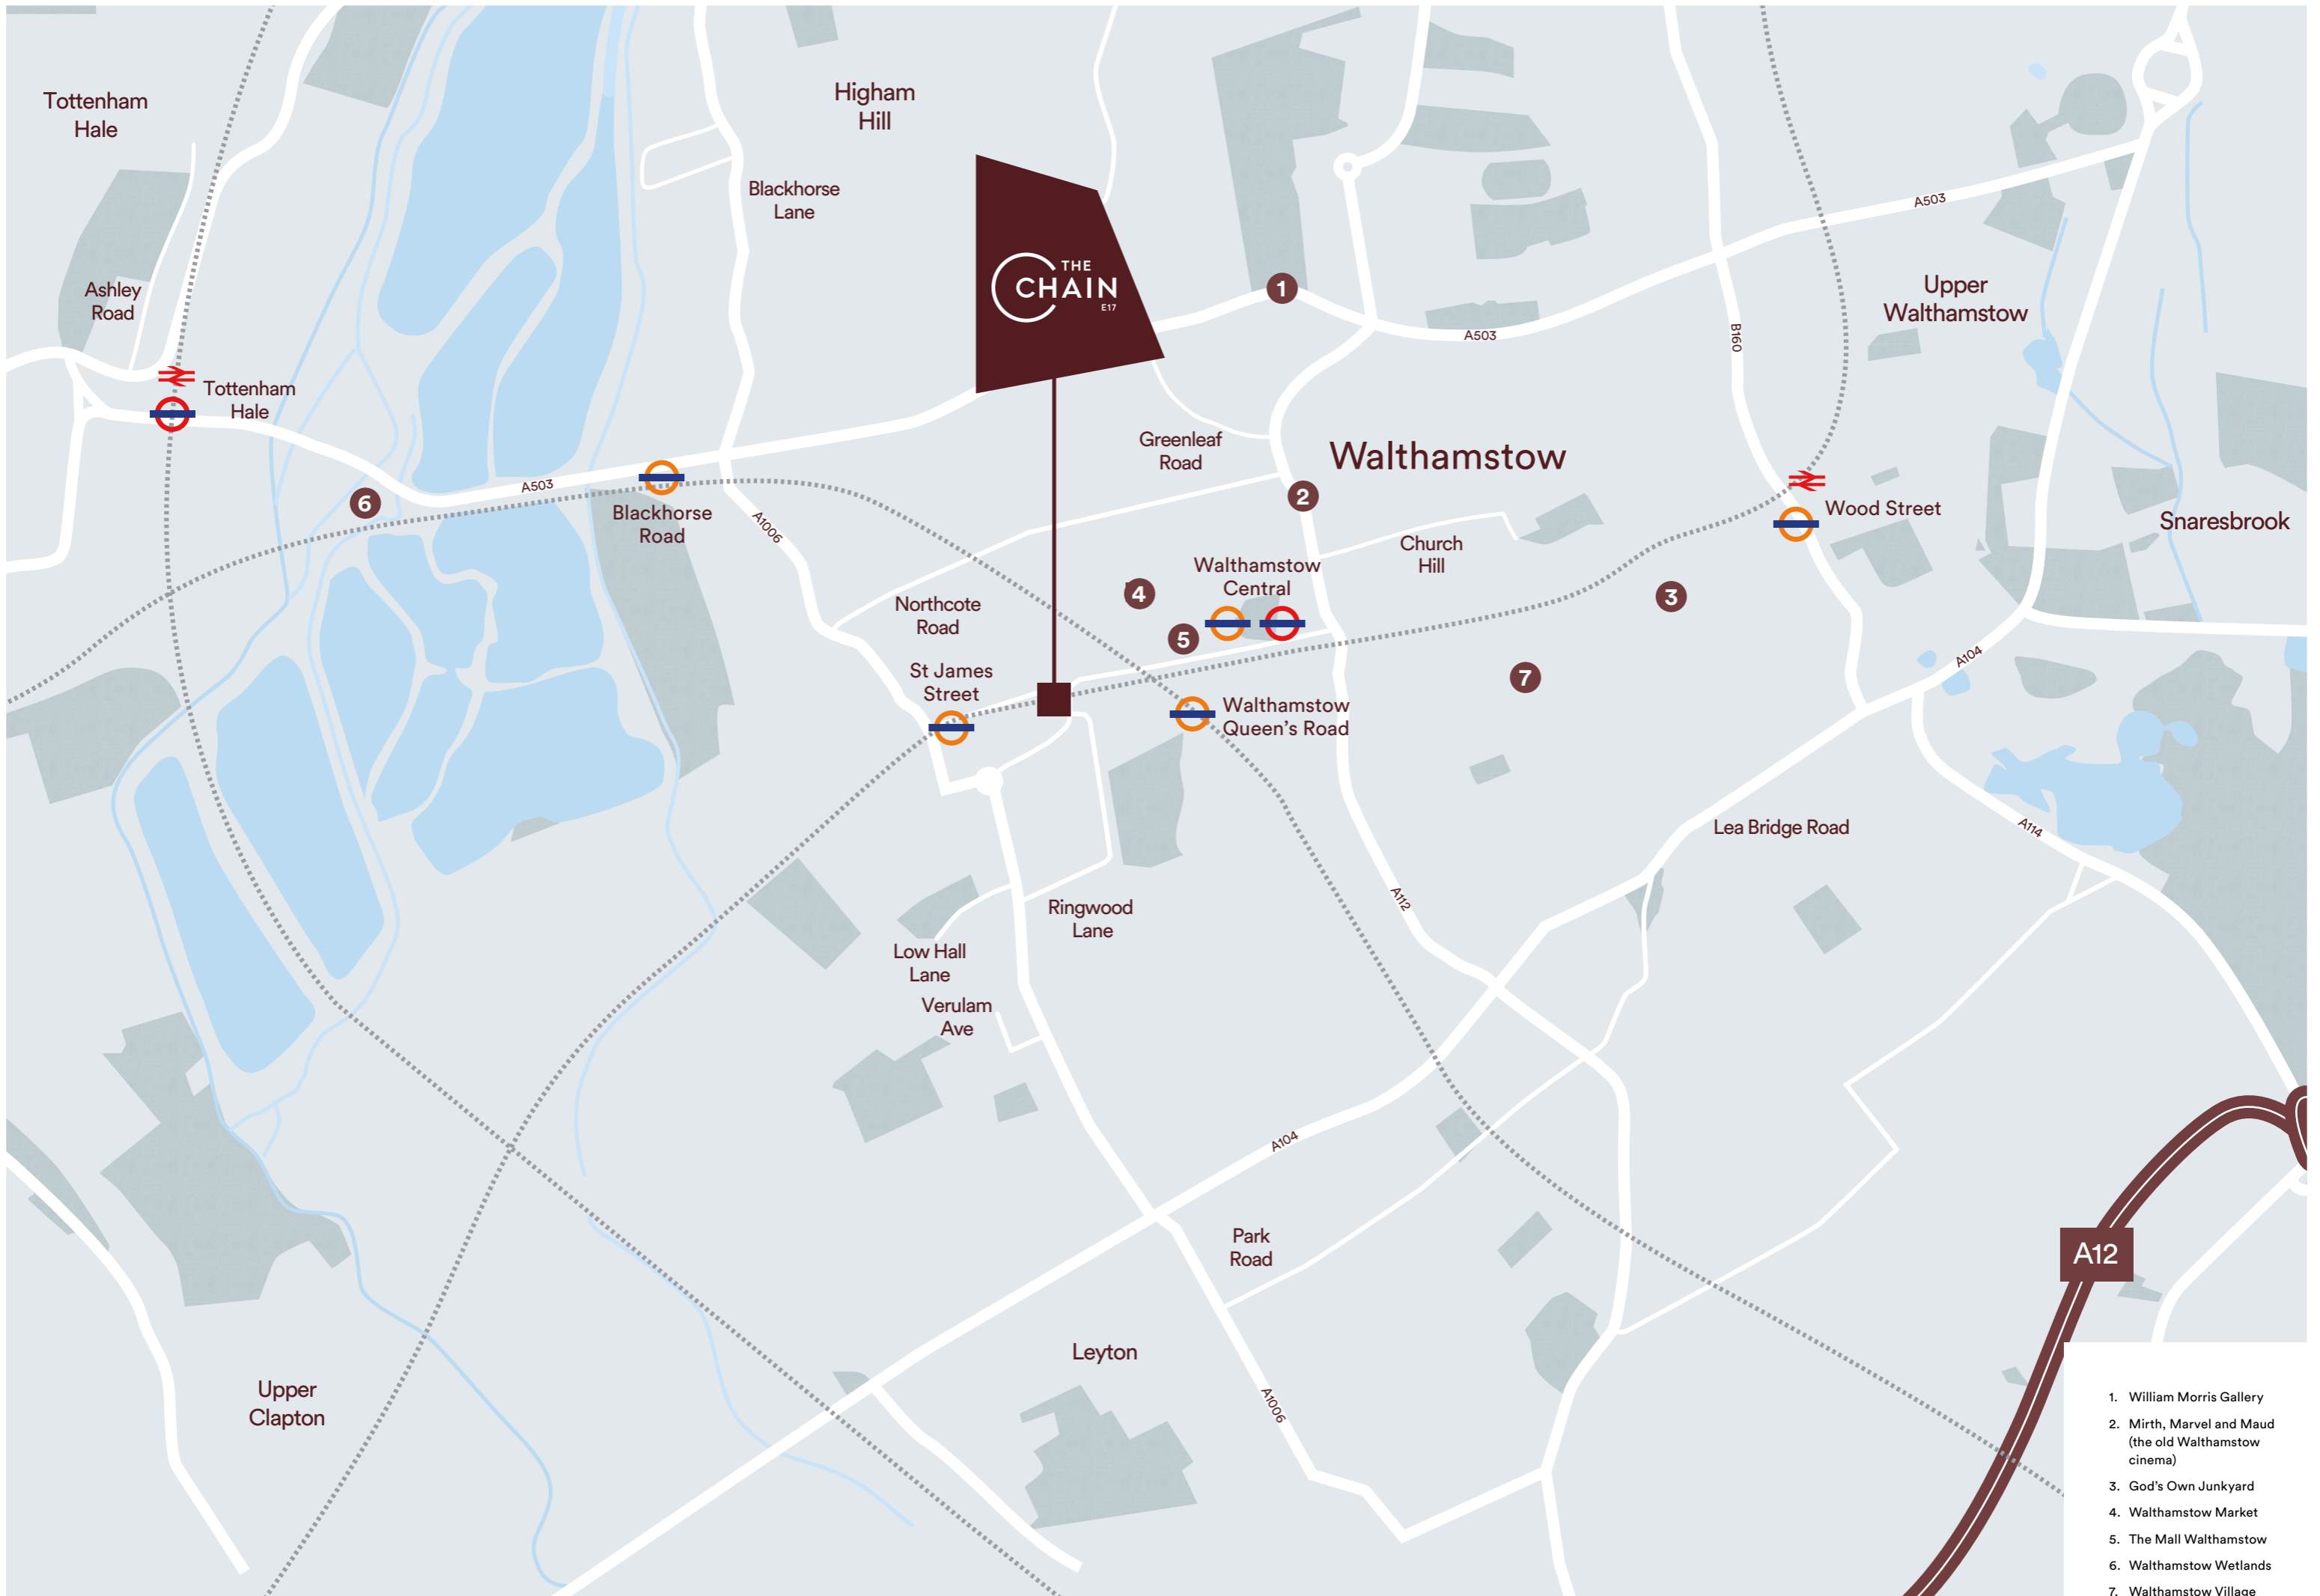 Tottenham
Hale
Higham
Hill
Blackhorse
Lane
THE
CHAIN
E17
1
A503
Upper
Walthamstow
Ashley
Road
A503
B160
Tottenham
Hale
Greenleaf
Road
Walthamstow
6
A503
2
Blackhorse
Road
A1006
Wood Street
Snaresbrook
Church
Hill
Walthamstow
Central
4
3
Northcote
Road
5
St James
Street
7
A104
Walthamstow
Queen's Road
Lea Bridge Road
A114
A112
Ringwood
Lane
Low Hall
Lane
Verulam
Ave
A104
Park
Road
A12
Leyton
Upper
Clapton
A1006
1. William Morris Gallery
2. Mirth, Marvel and Maud
(the old Walthamstow
cinema)
3. God's Own Junkyard
4. Walthamstow Market
5. The Mall Walthamstow
6. Walthamstow Wetlands
7. Walthamstow Village